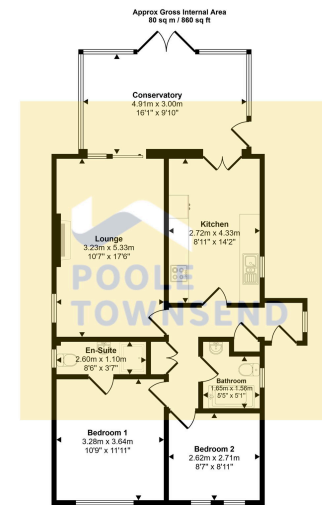 Approx Gross Internal Area
80 sq m / 860 sq ft
Conservatory
4.91m x 3.00m
16'1" x 9'10"
Lounge
3.23m x 5.33m
10'7" x 17'6"
Kitchen
2.72m x 4.33m
8'11" x 14'2"
POOLE
TOWNSEND
En-Suite
2.60m x 1.10m
8'6" x 3'7"
Bathroom
1.65m x 1.56m
5'5" x 5'1"
Bedroom 1
3.28m x 3.64m
10'9" x 11'11"
Bedroom 2
2.62m x 2.71m
8'7" x 8'11"